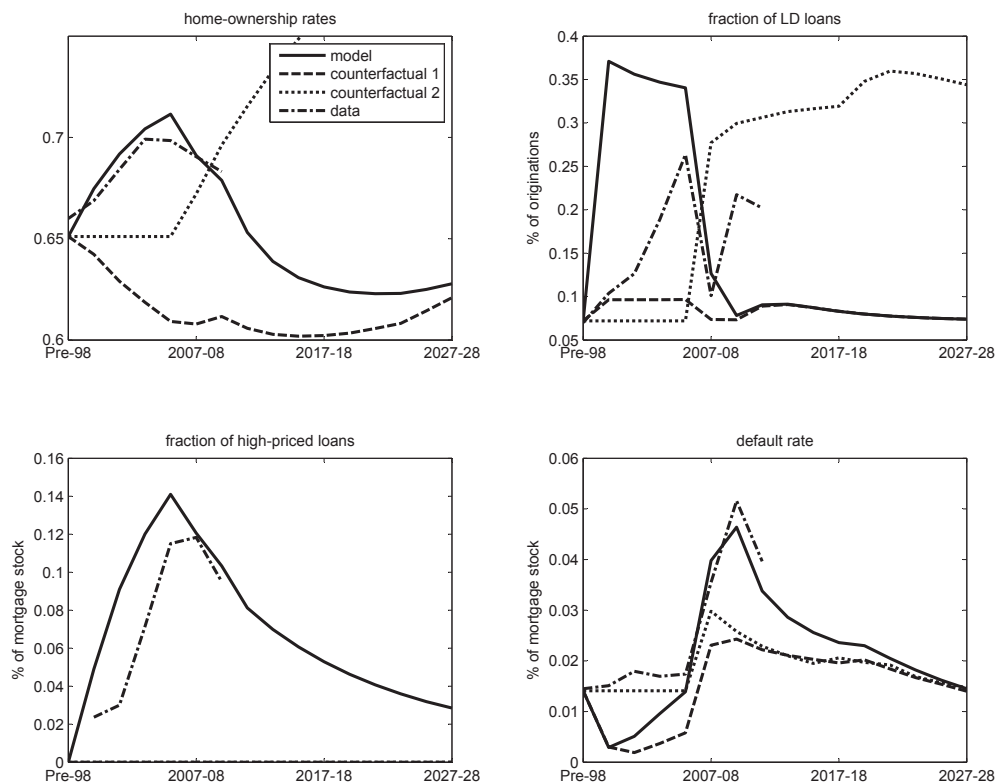 home-ownership rates
model
counterfactual 1
counterfactual 2
data
0.7
0.65
0.6
Pre-98 2007-08 2017-18 2027-28
fraction of LD loans
% of originations
0.4
0.35
0.3
0.25
0.2
0.15
0.1
0.05
Pre-98 2007-08 2017-18 2027-28
fraction of high-priced loans
% of mortgage stock
0.16
0.14
0.12
0.1
0.08
0.06
0.04
0.02
0
Pre-98 2007-08 2017-18 2027-28
default rate
% of mortgage stock
0.06
0.05
0.04
0.03
0.02
0.01
0
Pre-98 2007-08 2017-18 2027-28